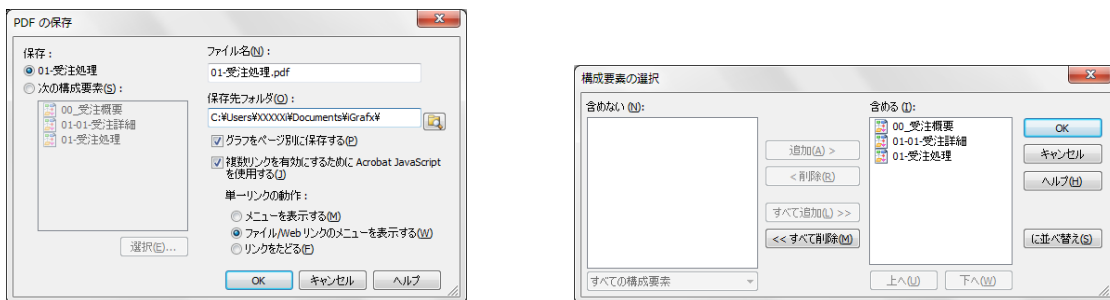 PDF の保存
保存：
01-受注処理
次の構成要素(S)：
00_受注概要
01-01-受注詳細
01-受注処理
選択(E)...
ファイル名(N)：
01-受注処理.pdf
保存先フォルダ(O)：
C:¥Users¥XXXXXi¥Documents¥iGrafx¥
グラフをページ別に保存する(P)
複数リンクを有効にするために Acrobat JavaScript
を使用する(J)
単一リンクの動作：
メニューを表示する(M)
ファイル/Web リンクのメニューを表示する(W)
リンクをたどる(F)
OK
キャンセル
ヘルプ
構成要素の選択
含めない(N):
すべての構成要素
追加(A) >
< 削除(R)
すべて追加(L) >>
<< すべて削除(M)
含める(I):
00_受注概要
01-01-受注詳細
01-受注処理
上へ(U)
下へ(W)
OK
キャンセル
ヘルプ(H)
に並べ替え(S)